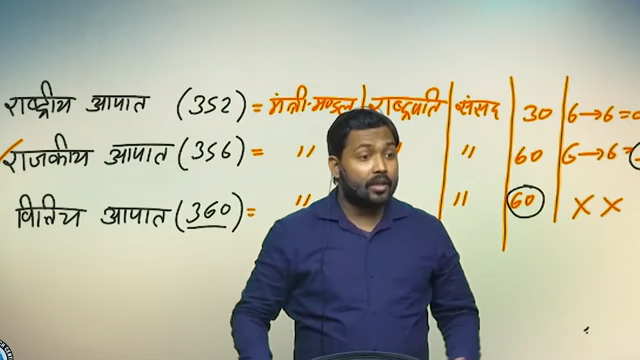 राष्ट्रीय आपात (352) = मंत्री-मण्डल | राष्ट्रपति | संसद | 30 | 6→6=
राजकीय आपात (356) = " " | " | 60 | 6→6=
वित्तिय आपात (360) = " | " | 60 | X X